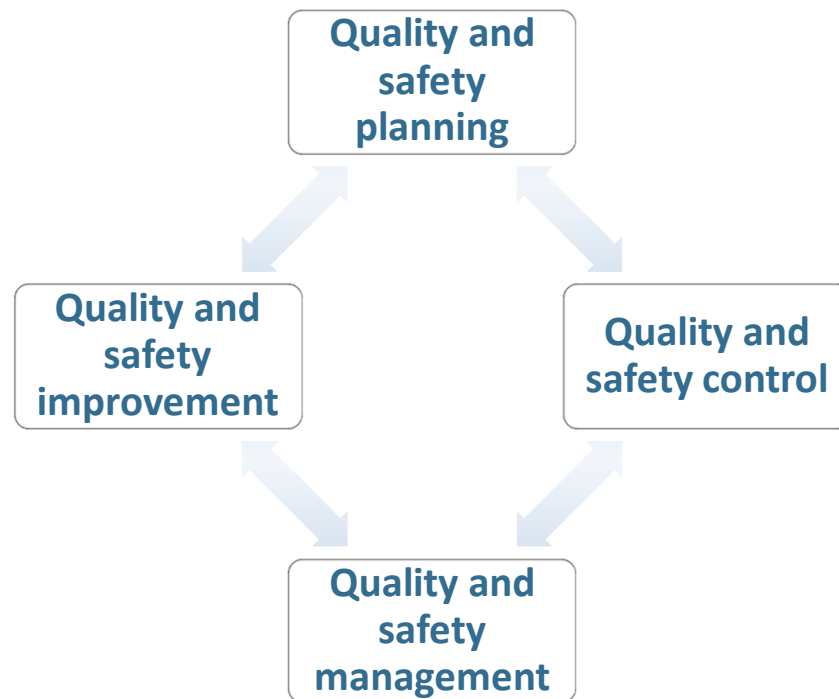 Quality and
safety
planning
Quality and
safety
improvement
Quality and
safety control
Quality and
safety
management